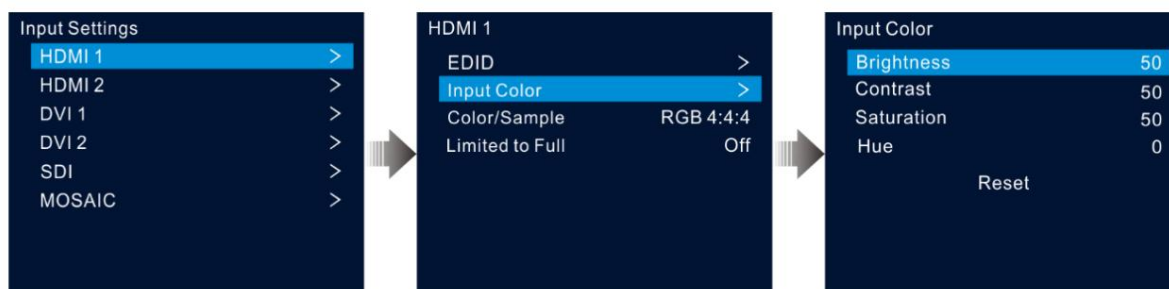 Input Settings
HDMI 1 >
HDMI 2 >
DVI 1 >
DVI 2 >
SDI >
MOSAIC >
HDMI 1
EDID >
Input Color >
Color/Sample RGB 4:4:4
Limited to Full Off
Input Color
Brightness 50
Contrast 50
Saturation 50
Hue 0
Reset